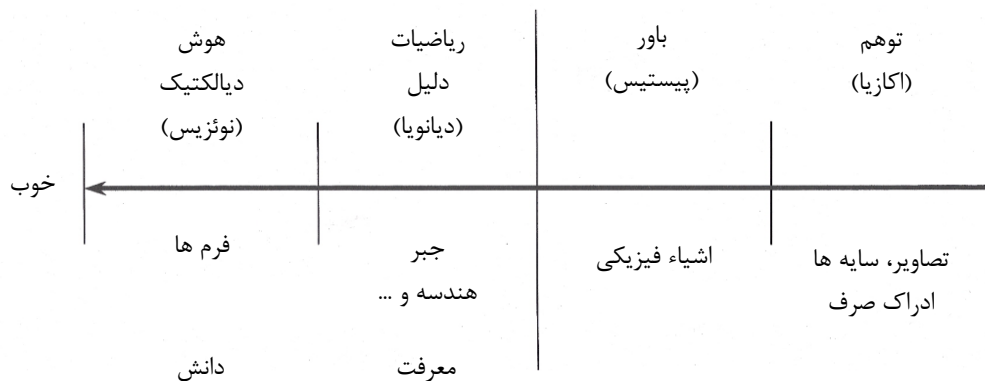 توهم
(اکازیا)
باور
(پیستیس)
ریاضیات
دلیل
(دیانویا)
هوش
دیالکتیک
(نوئزیس)
خوب
تصاویر، سایه ها
ادراک صرف
اشیاء فیزیکی
جبر
هندسه و ...
فرم ها
معرفت
دانش